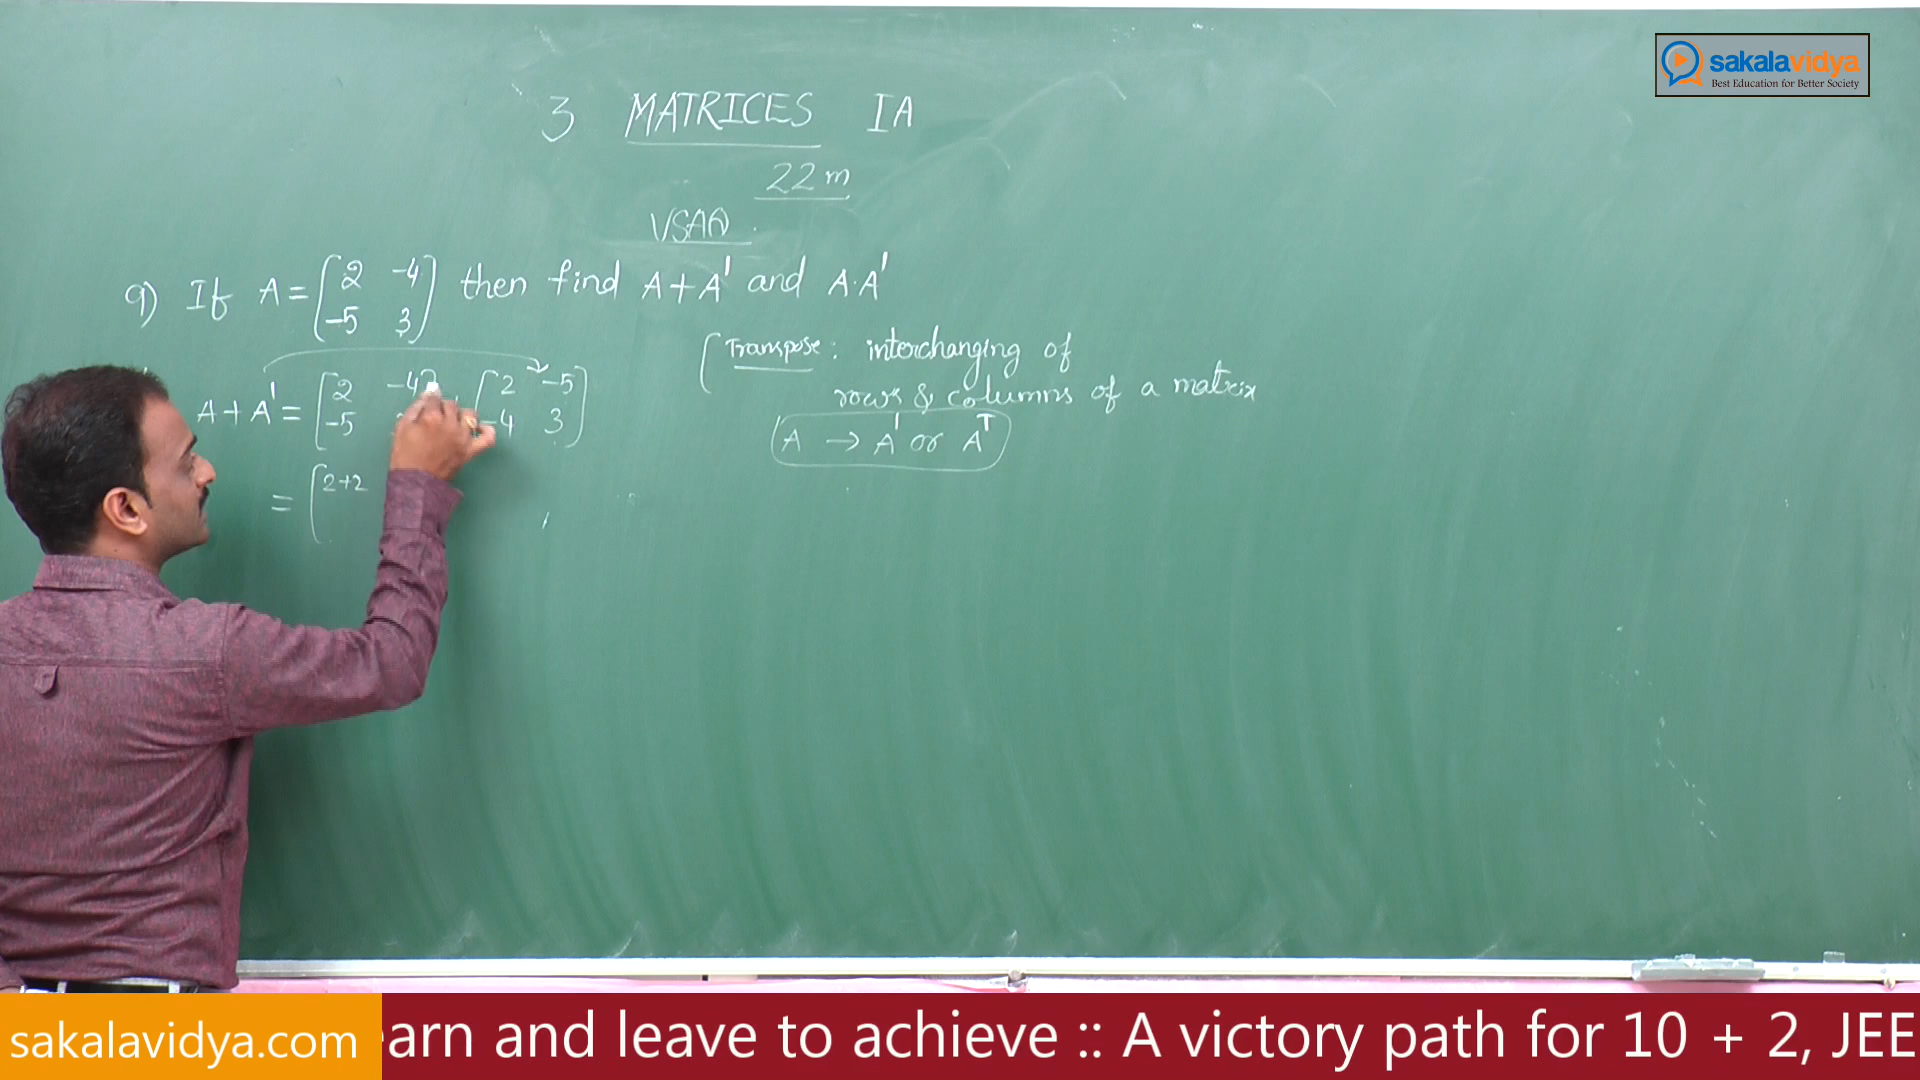 sakalavidya
Best Education for Better Society
3 MATRICES IA
22m
VSAQ
9) If A = [2 -4
-5 3] then find A+A' and A.A'
[Transpose: interchanging of
rows & columns of a matrix
A → A' or A^T
A+A' = [2 -4
-5 ] + [2 -5
-4 3]
= [2+2
sakalavidya.com
earn and leave to achieve :: A victory path for 10 + 2, JEE